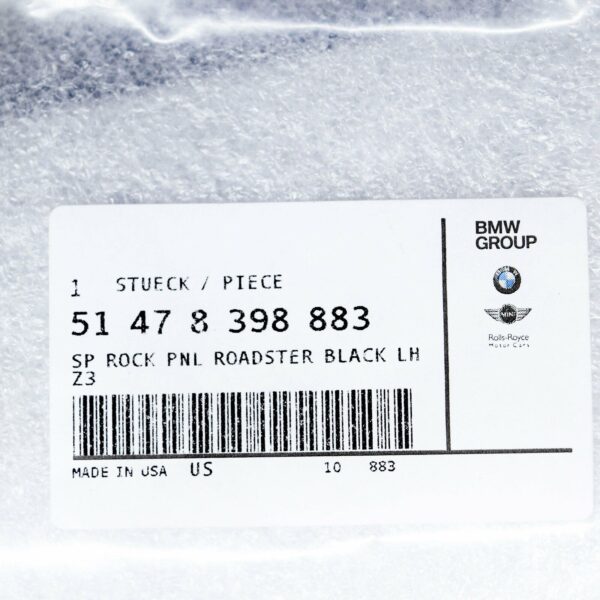 BMW
GROUP
1 STUECK / PIECE
51 47 8 398 883
SP ROCK PNL ROADSTER BLACK LH
Z3
MINI
Rolls-Royce
Motor Cars
MADE IN USA US 10 883